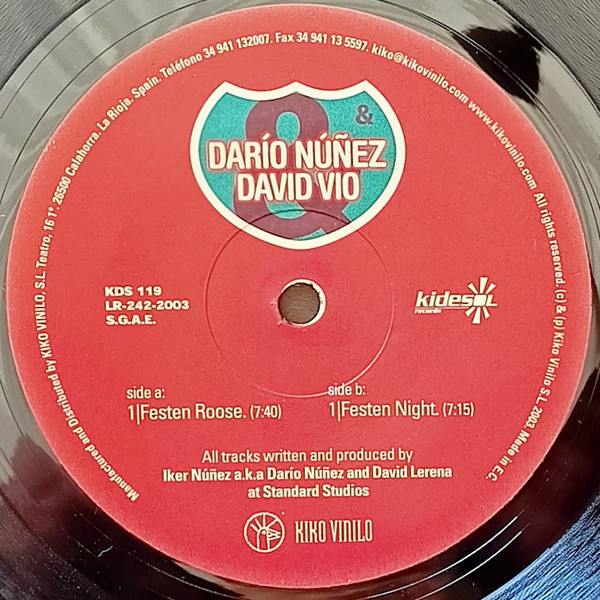 Manufactured and Distributed by KIKO VINILO, S.L. Teatro, 16 1º. 26500 Calahorra. La Rioja. Spain. Teléfono 34 941 132007. Fax 34 941 13 5597. kiko@kikovinilo.com www.kikovinilo.com All rights reserved. (c) & (p) Kiko Vinilo S.L. 2003. Made in E.C.
&
&
DARÍO NÚÑEZ
DAVID VIO
KDS 119
LR-242-2003
S.G.A.E.
kidesol
records
side a:
1|Festen Roose. (7:40)
side b:
1|Festen Night. (7:15)
All tracks written and produced by
Iker Núñez a.k.a Darío Núñez and David Lerena
at Standard Studios
KIKO VINILO